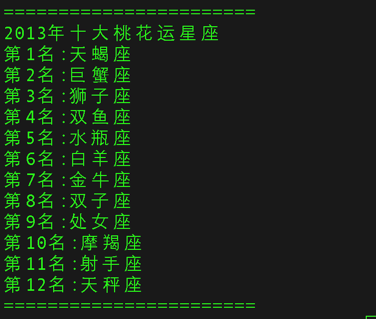 ========================
2013年十大桃花运星座
第1名:天蝎座
第2名:巨蟹座
第3名:狮子座
第4名:双鱼座
第5名:水瓶座
第6名:白羊座
第7名:金牛座
第8名:双子座
第9名:处女座
第10名:摩羯座
第11名:射手座
第12名:天秤座
========================